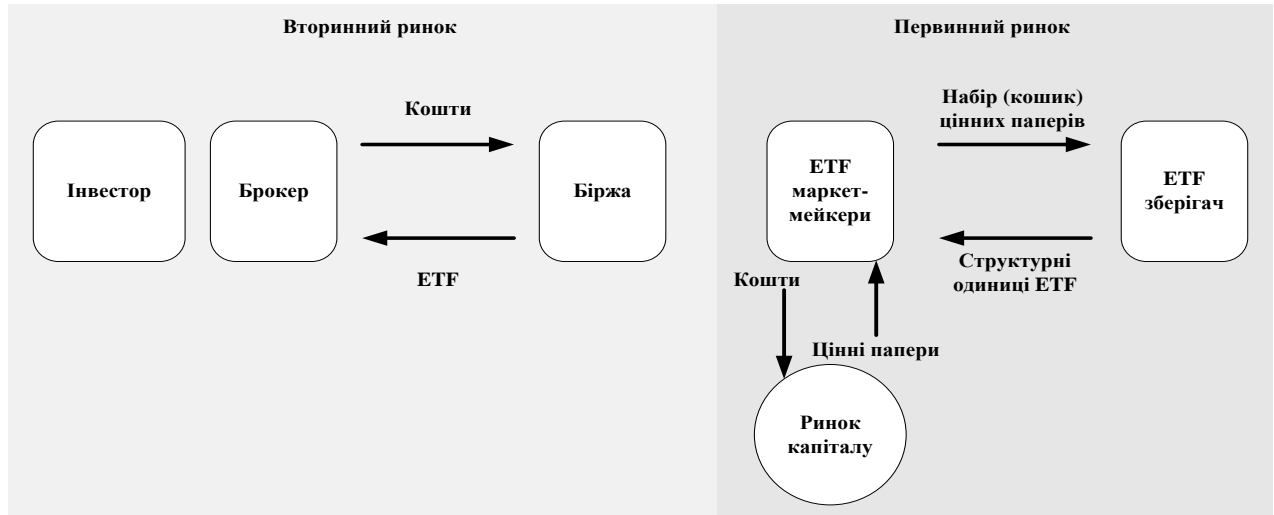 Вторинний ринок
Первинний ринок
Кошти
Набір (кошик)
цінних паперів
Інвестор
Брокер
Біржа
ETF
маркет-
мейкери
ETF
зберігач
ETF
Структурні
одиниці ETF
Кошти
Цінні папери
Ринок
капіталу